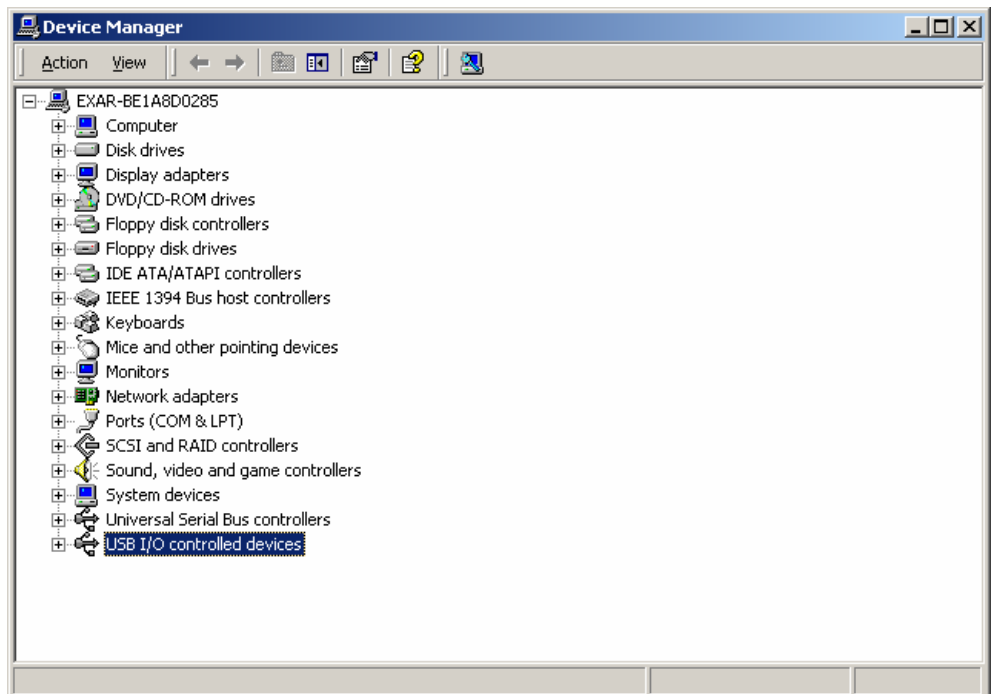 Device Manager
Action View
EXAR-BE1A8D0285
Computer
Disk drives
Display adapters
DVD/CD-ROM drives
Floppy disk controllers
Floppy disk drives
IDE ATA/ATAPI controllers
IEEE 1394 Bus host controllers
Keyboards
Mice and other pointing devices
Monitors
Network adapters
Ports (COM & LPT)
SCSI and RAID controllers
Sound, video and game controllers
System devices
Universal Serial Bus controllers
USB I/O controlled devices